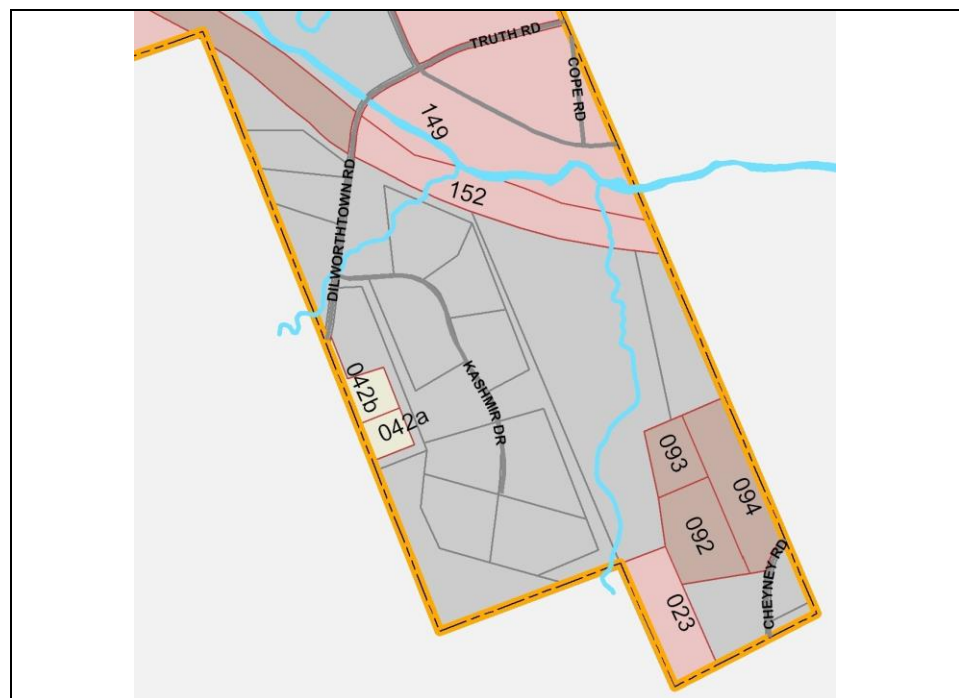 TRUTH RD
COPE RD
149
152
DILWORTHTOWN RD
042b
042a
KASHMIR DR
093
094
092
CHEYNEY RD
023